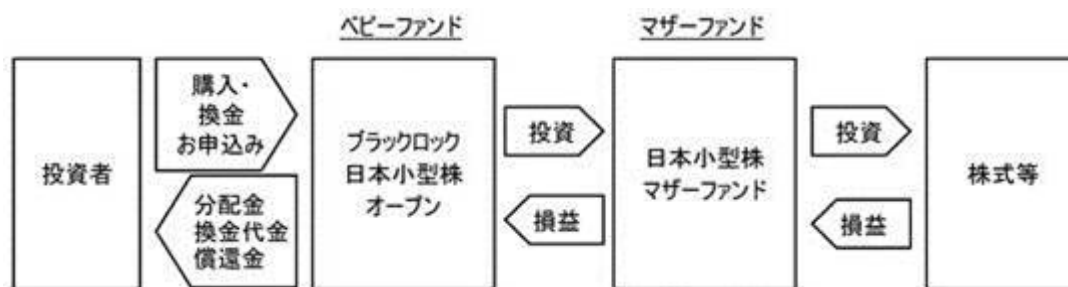 ベビーファンド
マザーファンド
投資者
購入・
換金
お申込み
分配金
換金代金
償還金
ブラックロック
日本小型株
オープン
投資
損益
日本小型株
マザーファンド
投資
損益
株式等